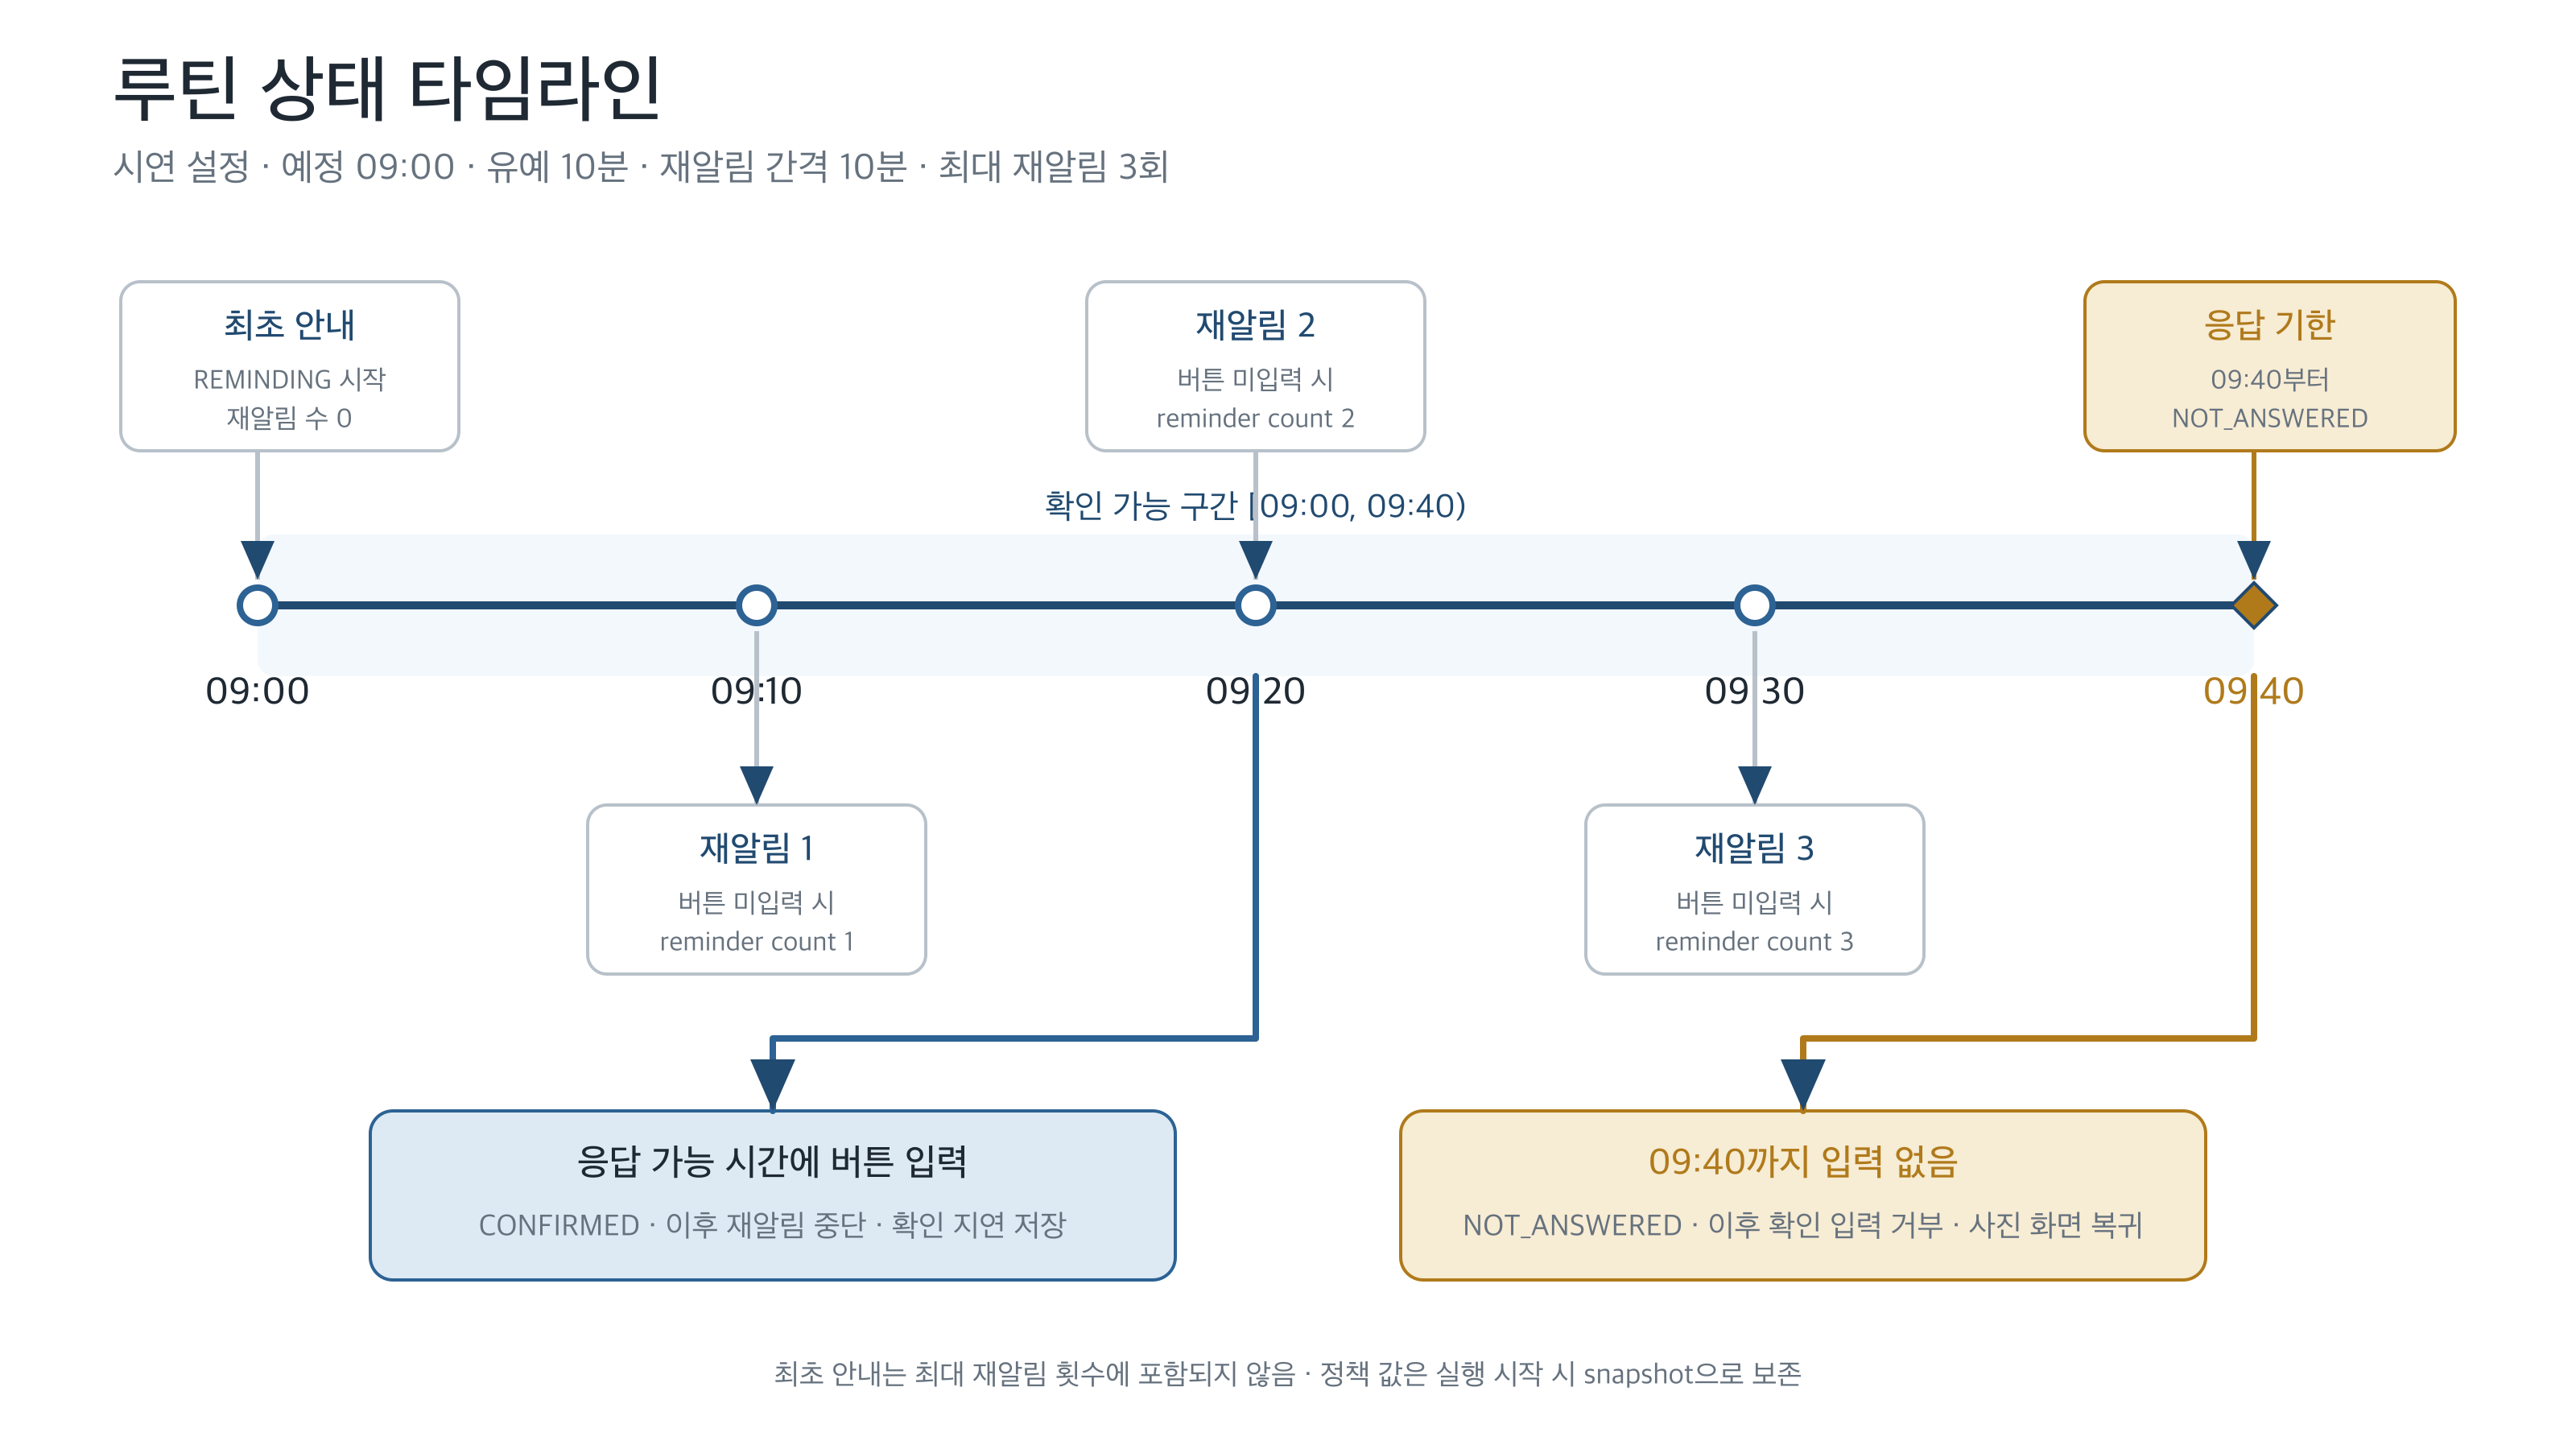 루틴 상태 타임라인
시연 설정 · 예정 09:00 · 유예 10분 · 재알림 간격 10분 · 최대 재알림 3회
최초 안내
REMINDING 시작
재알림 수 0
재알림 2
버튼 미입력 시
reminder count 2
응답 기한
09:40부터
NOT_ANSWERED
확인 가능 구간 [09:00, 09:40)
09:00
09:10
09:20
09:30
09:40
재알림 1
버튼 미입력 시
reminder count 1
재알림 3
버튼 미입력 시
reminder count 3
응답 가능 시간에 버튼 입력
CONFIRMED · 이후 재알림 중단 · 확인 지연 저장
09:40까지 입력 없음
NOT_ANSWERED · 이후 확인 입력 거부 · 사진 화면 복귀
최초 안내는 최대 재알림 횟수에 포함되지 않음 · 정책 값은 실행 시작 시 snapshot으로 보존